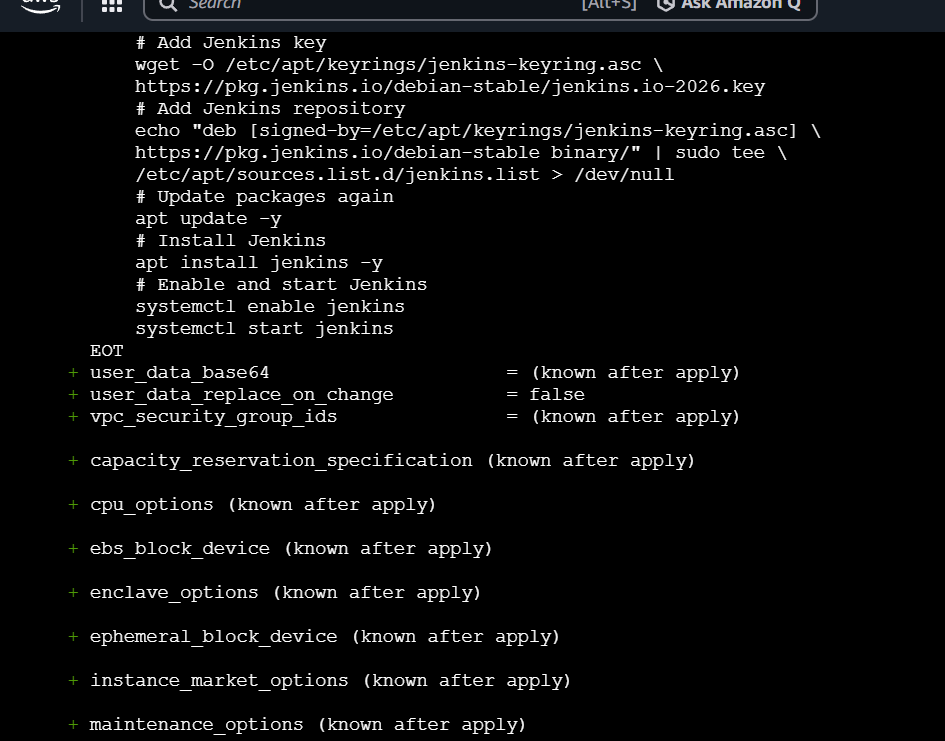 aws Search [Alt+S] Ask Amazon Q
# Add Jenkins key
wget -O /etc/apt/keyrings/jenkins-keyring.asc \
https://pkg.jenkins.io/debian-stable/jenkins.io-2026.key
# Add Jenkins repository
echo "deb [signed-by=/etc/apt/keyrings/jenkins-keyring.asc] \
https://pkg.jenkins.io/debian-stable binary/" | sudo tee \
/etc/apt/sources.list.d/jenkins.list > /dev/null
# Update packages again
apt update -y
# Install Jenkins
apt install jenkins -y
# Enable and start Jenkins
systemctl enable jenkins
systemctl start jenkins
EOT
+ user_data_base64 = (known after apply)
+ user_data_replace_on_change = false
+ vpc_security_group_ids = (known after apply)
+ capacity_reservation_specification (known after apply)
+ cpu_options (known after apply)
+ ebs_block_device (known after apply)
+ enclave_options (known after apply)
+ ephemeral_block_device (known after apply)
+ instance_market_options (known after apply)
+ maintenance_options (known after apply)